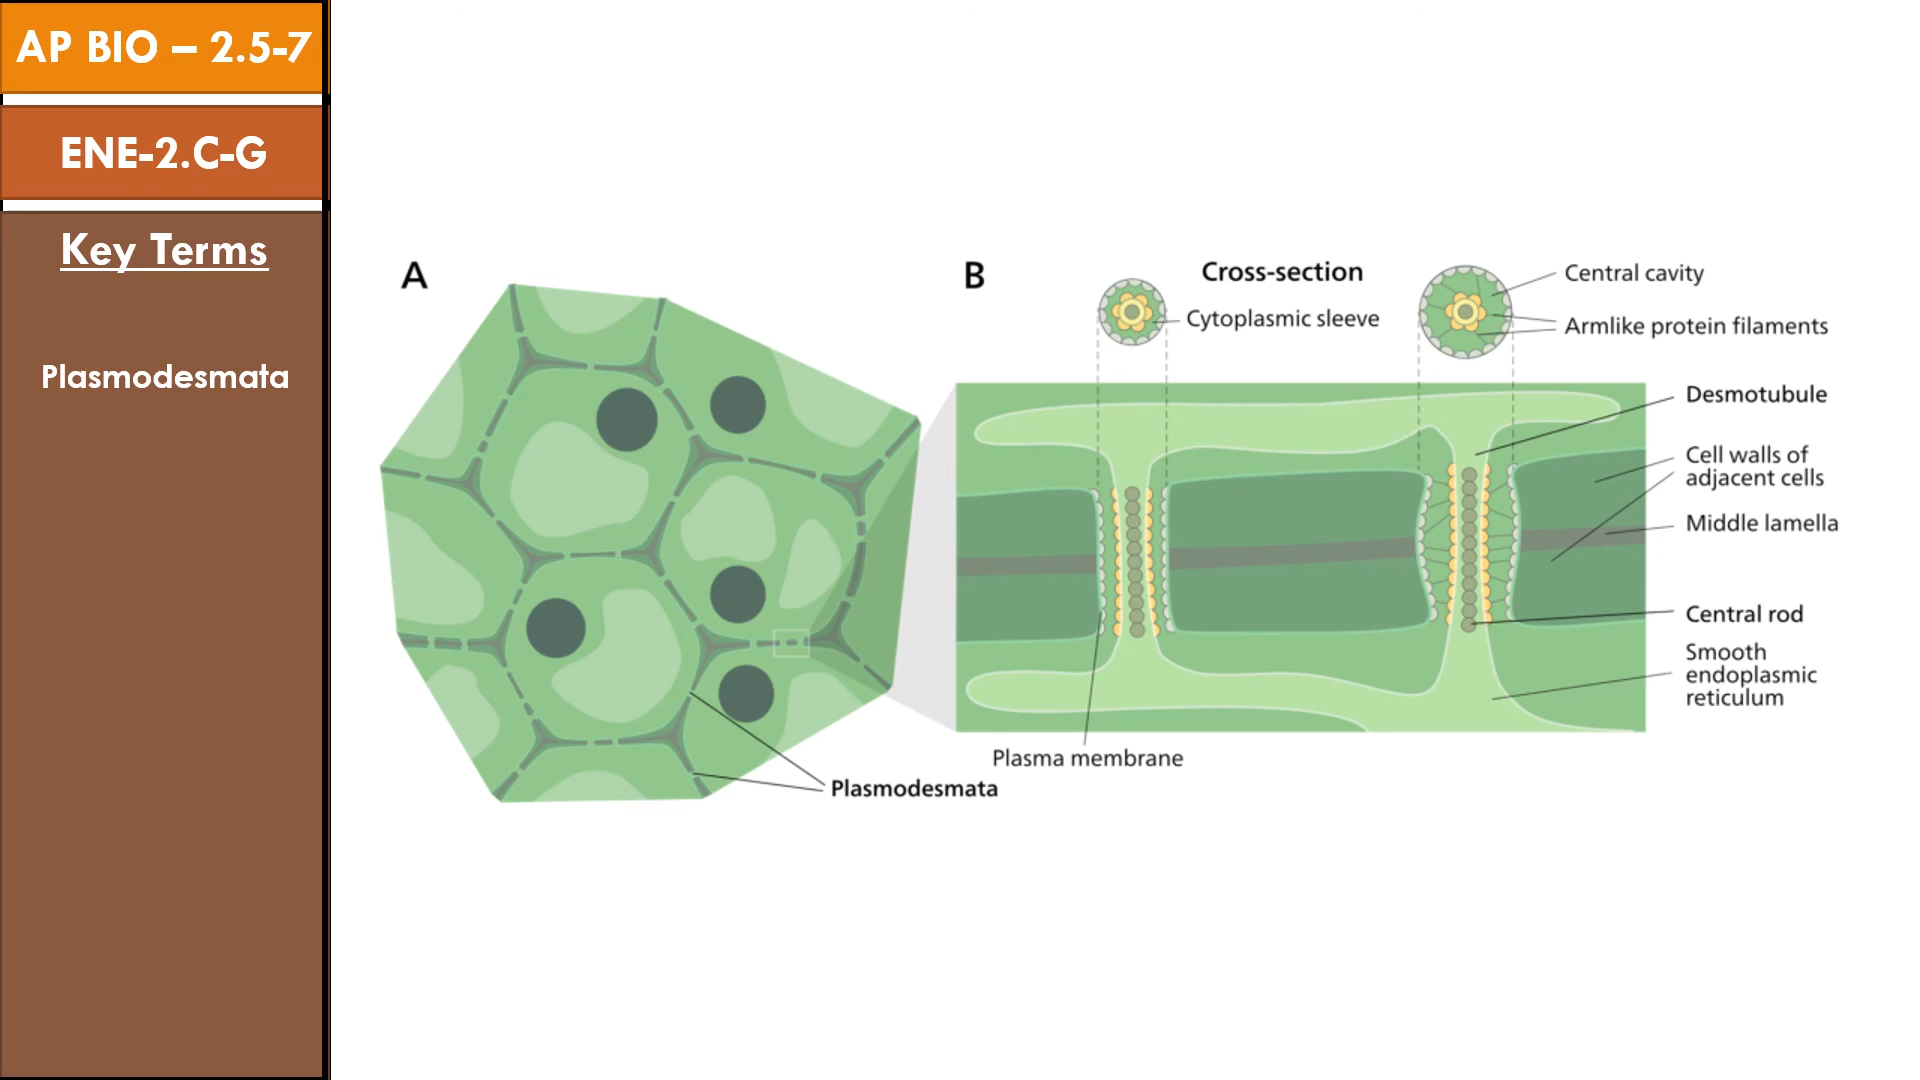 AP BIO – 2.5-7
ENE-2.C-G
Key Terms
Plasmodesmata
A
Plasmodesmata
B
Cross-section
Cytoplasmic sleeve
Central cavity
Armlike protein filaments
Desmotubule
Cell walls of
adjacent cells
Middle lamella
Central rod
Smooth
endoplasmic
reticulum
Plasma membrane